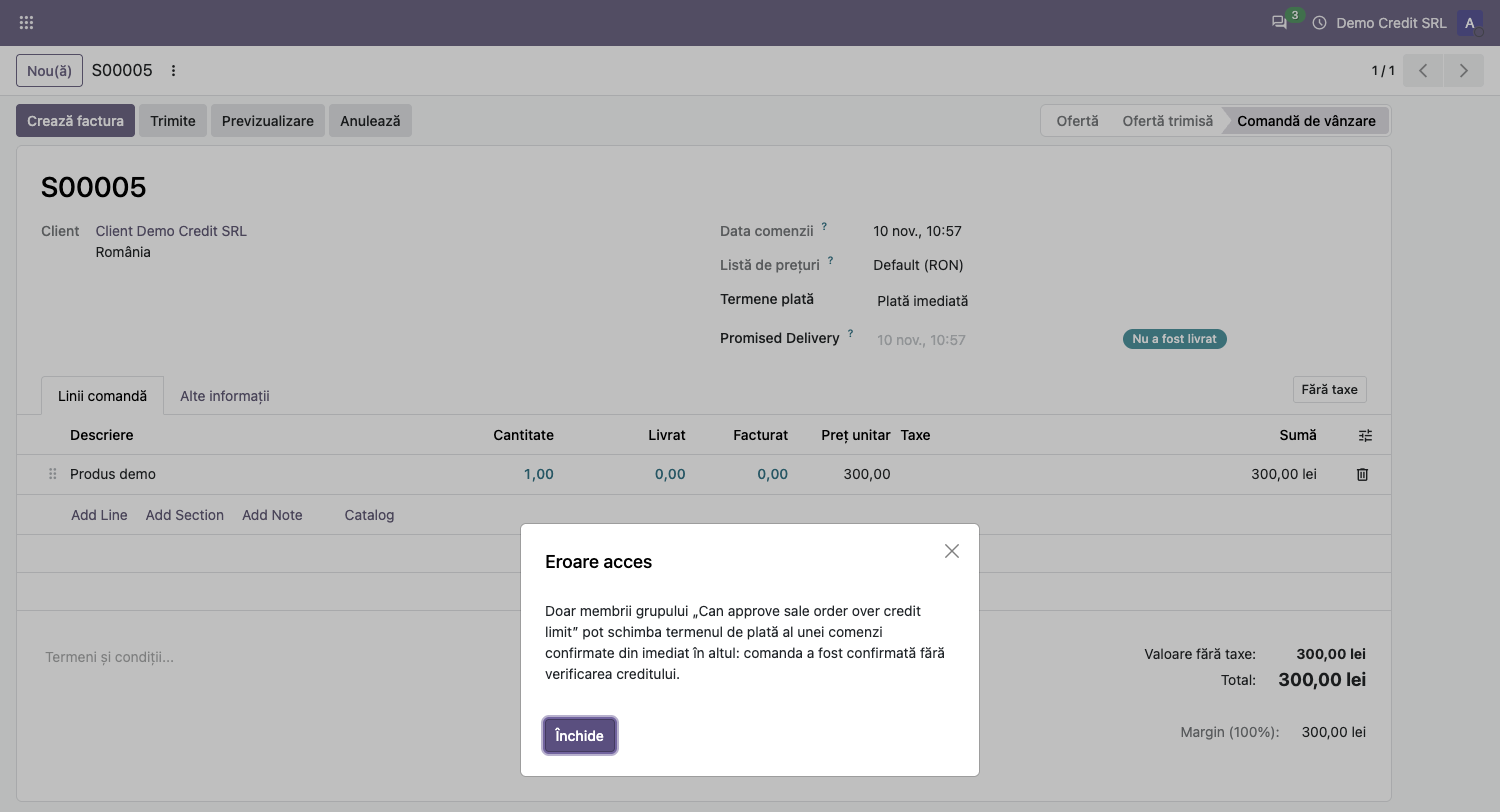 3
Demo Credit SRL
A
Nou(ă)
S00005
1 / 1
Crează factura
Trimite
Previzualizare
Anulează
Ofertă
Ofertă trimisă
Comandă de vânzare
S00005
Client
Client Demo Credit SRL
România
Data comenzii ?
10 nov., 10:57
Listă de prețuri ?
Default (RON)
Termene plată
Plată imediată
Promised Delivery ?
10 nov., 10:57
Nu a fost livrat
Linii comandă
Alte informații
Fără taxe
Descriere Cantitate Livrat Facturat Preț unitar Taxe Sumă
Produs demo 1,00 0,00 0,00 300,00 300,00 lei
Add Line Add Section Add Note Catalog
Eroare acces
Doar membrii grupului „Can approve sale order over credit
limit” pot schimba termenul de plată al unei comenzi
confirmate din imediat în altul: comanda a fost confirmată fără
verificarea creditului.
Închide
Termeni și condiții...
Valoare fără taxe: 300,00 lei
Total: 300,00 lei
Margin (100%): 300,00 lei